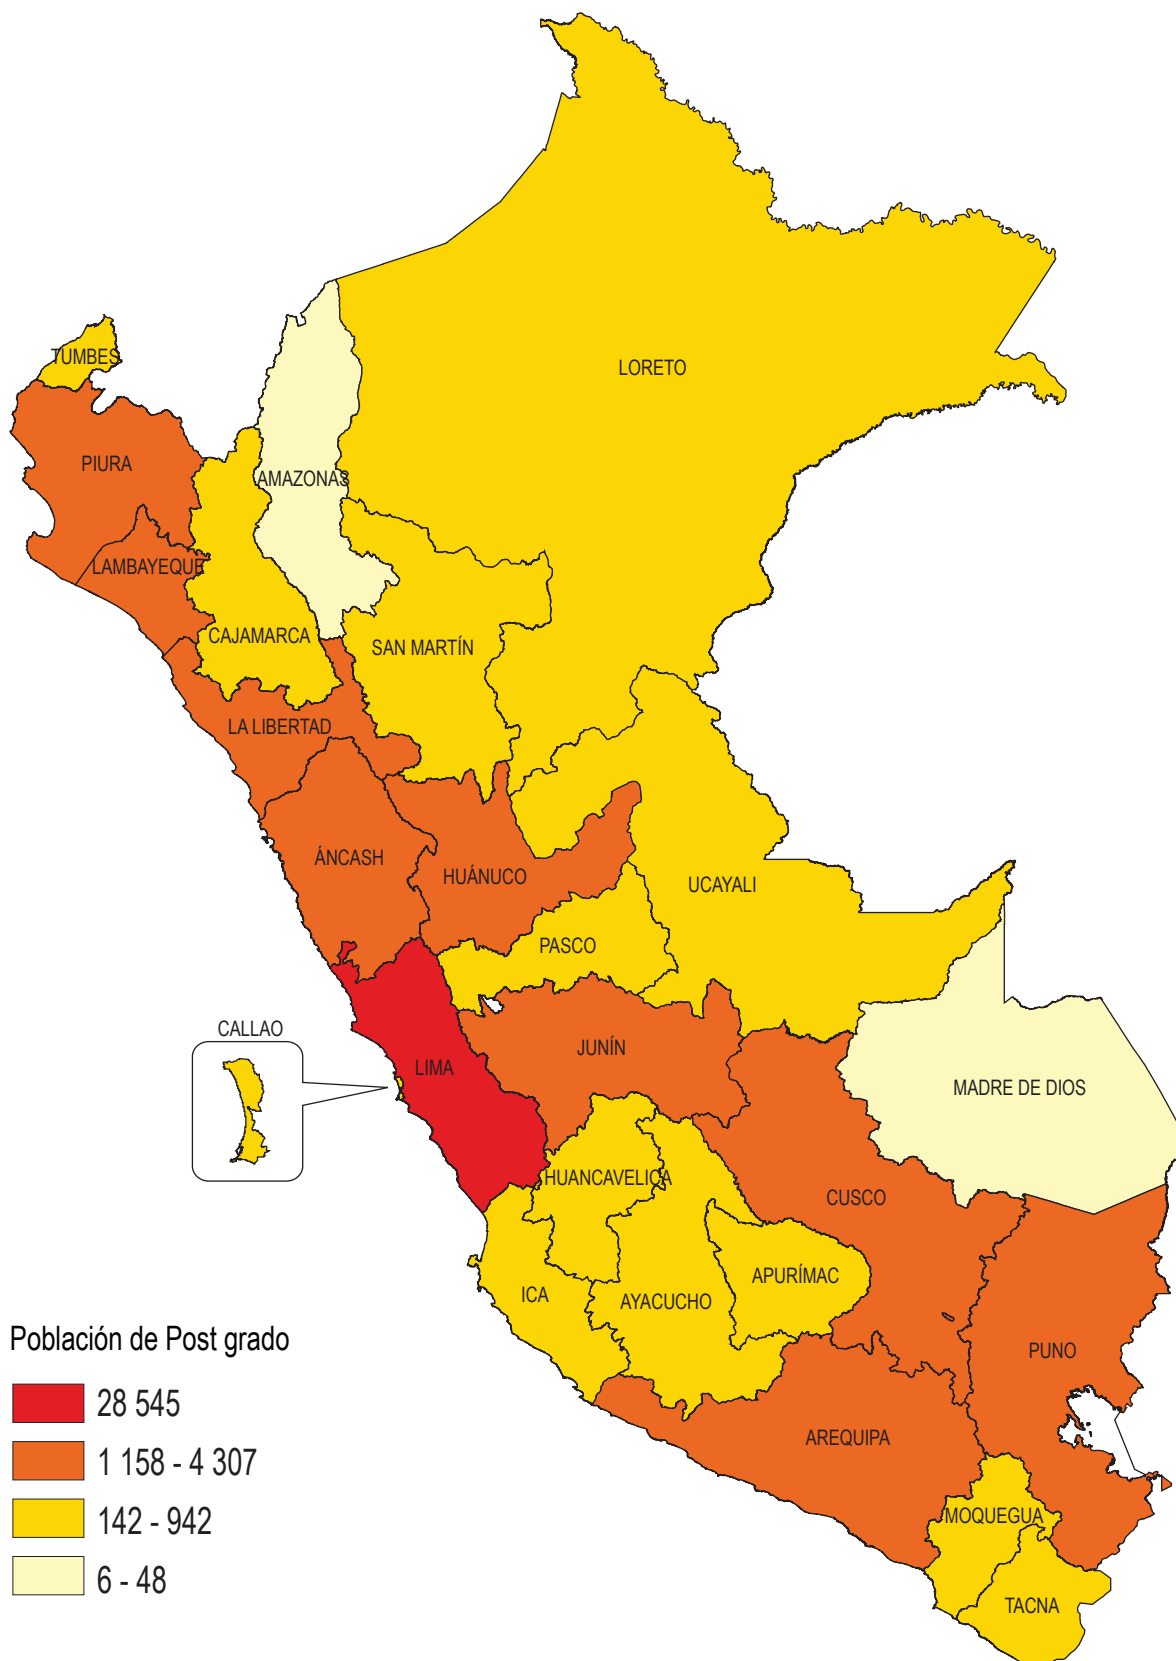 TUMBES
LORETO
PIURA
AMAZONAS
LAMBAYEQUE
CAJAMARCA
SAN MARTÍN
LA LIBERTAD
ÁNCASH
HUÁNUCO
UCAYALI
PASCO
CALLAO
JUNÍN
LIMA
MADRE DE DIOS
HUANCAVELICA
CUSCO
APURÍMAC
ICA
AYACUCHO
PUNO
AREQUIPA
MOQUEGUA
TACNA
Población de Post grado
28 545
1 158 - 4 307
142 - 942
6 - 48